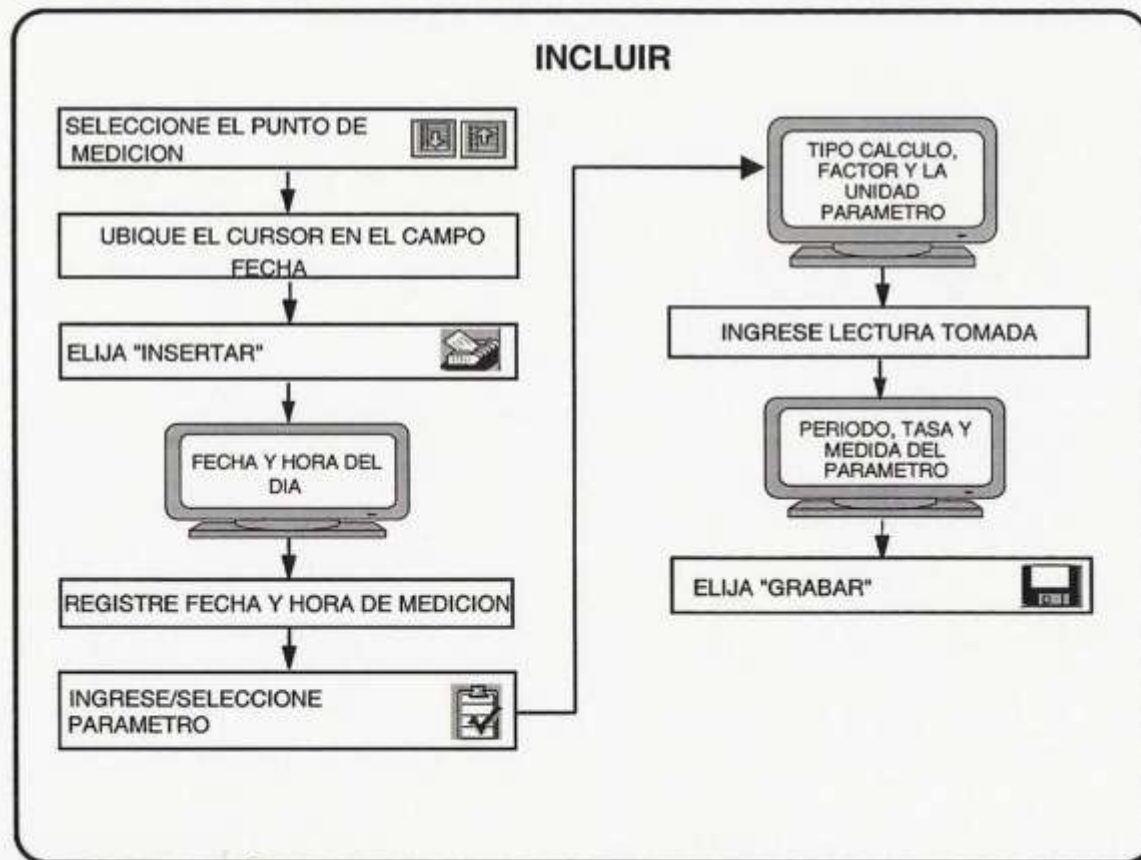 INCLUIR
SELECCIONE EL PUNTO DE
MEDICION
UBIQUE EL CURSOR EN EL CAMPO
FECHA
ELIJA "INSERTAR"
FECHA Y HORA DEL
DIA
REGISTRE FECHA Y HORA DE MEDICION
INGRESE/SELECCIONE
PARAMETRO
TIPO CALCULO,
FACTOR Y LA
UNIDAD
PARAMETRO
INGRESE LECTURA TOMADA
PERIODO, TASA Y
MEDIDA DEL
PARAMETRO
ELIJA "GRABAR"